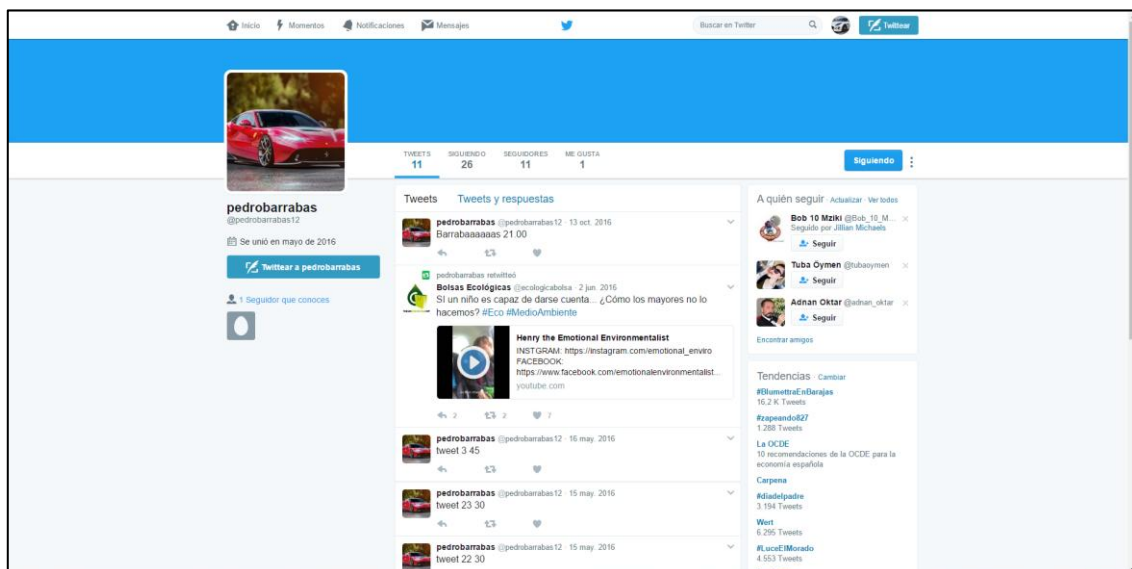 Inicio Momentos Notificaciones Mensajes Buscar en Twitter Twittear
TWEETS SIGUIENDO SEGUIDORES ME GUSTA
11 26 11 1
Siguiendo
pedrobarrabas
@pedrobarrabas12
Se unió en mayo de 2016
Twittear a pedrobarrabas
1 Seguidor que conoces
Tweets Tweets y respuestas
pedrobarrabas @pedrobarrabas12 · 13 oct. 2016
Barrabaaaaaas 21.00
pedrobarrabas retwitteó
Bolsas Ecológicas @ecologicabolsa · 2 jun. 2016
SI un niño es capaz de darse cuenta... ¿Cómo los mayores no lo
hacemos? #Eco #MedioAmbiente
Henry the Emotional Environmentalist
INSTGRAM: https://instagram.com/emotional_enviro
FACEBOOK:
https://www.facebook.com/emotionalenvironmentalist...
youtube.com
2 2 7
pedrobarrabas @pedrobarrabas12 · 16 may. 2016
tweet 3 45
pedrobarrabas @pedrobarrabas12 · 15 may. 2016
tweet 23 30
pedrobarrabas @pedrobarrabas12 · 15 may. 2016
tweet 22 30
A quién seguir · Actualizar · Ver todos
Bob 10 Mziki @Bob_10_M...
Seguido por Jillian Michaels
Seguir
Tuba Öymen @tubaoymen
Seguir
Adnan Oktar @adnan_oktar
Seguir
Encontrar amigos
Tendencias · Cambiar
#BlumettraEnBarajas
16,2 K Tweets
#zapeando827
1.288 Tweets
La OCDE
10 recomendaciones de la OCDE para la
economía española
Carpena
#diadelpadre
3.194 Tweets
Wert
6.295 Tweets
#LuceElMorado
4.553 Tweets